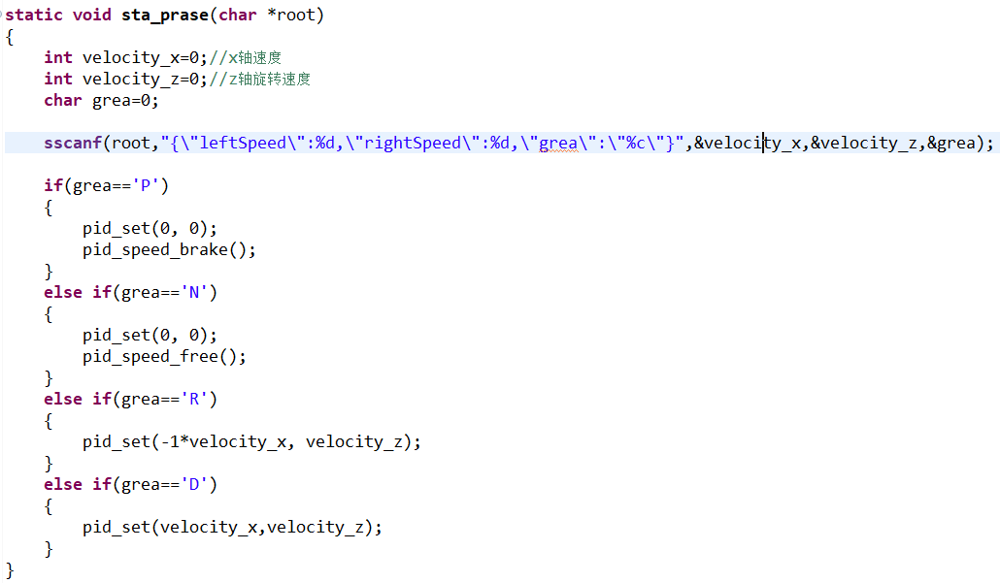 static void sta_prase(char *root)
{
    int velocity_x=0;//x轴速度
    int velocity_z=0;//z轴旋转速度
    char grea=0;

    sscanf(root,"{\"leftSpeed\":%d,\"rightSpeed\":%d,\"grea\":\"%c\"}",&velocity_x,&velocity_z,&grea);

    if(grea=='P')
    {
        pid_set(0, 0);
        pid_speed_brake();
    }
    else if(grea=='N')
    {
        pid_set(0, 0);
        pid_speed_free();
    }
    else if(grea=='R')
    {
        pid_set(-1*velocity_x, velocity_z);
    }
    else if(grea=='D')
    {
        pid_set(velocity_x,velocity_z);
    }
}